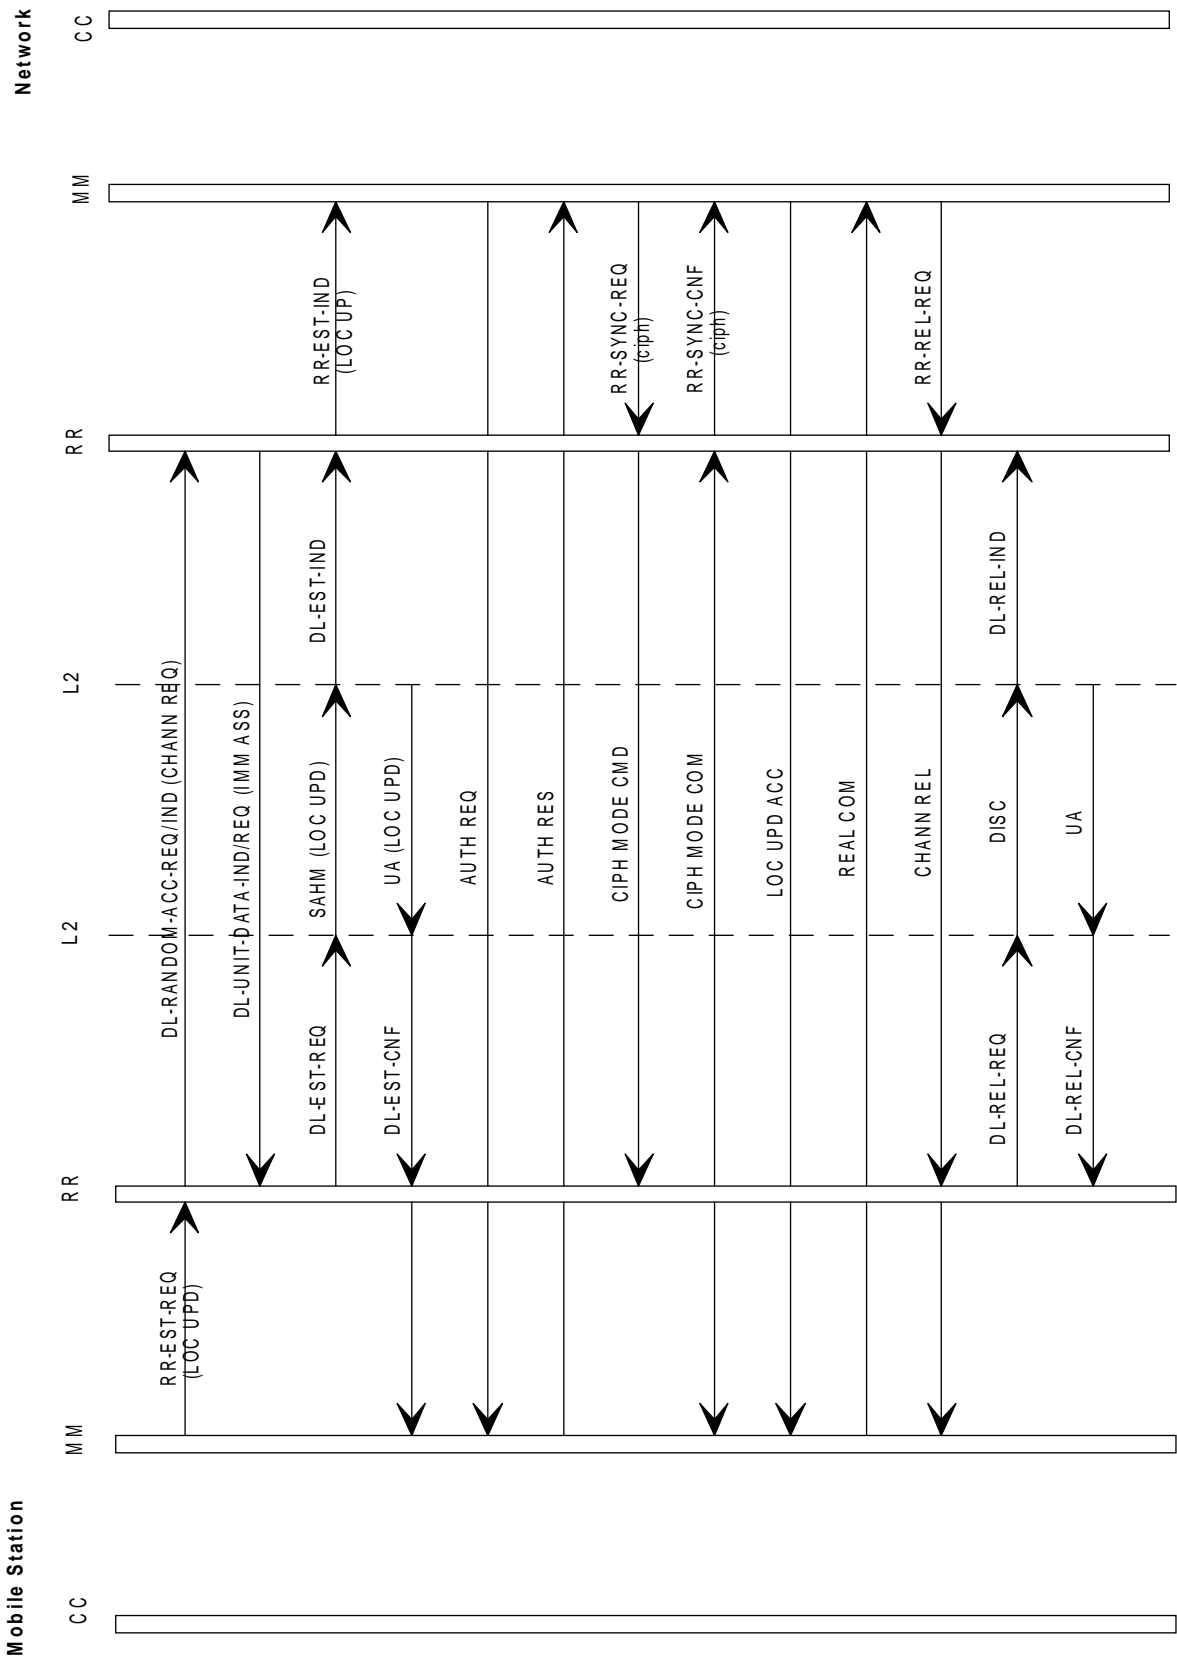 Mobile Station
Network
CC
MM
RR
L2
L2
RR
MM
CC
RR-EST-REQ
(LOC UPD)
DL-RANDOM-ACC-REQ/IND (CHANN REQ)
DL-UNIT-DATA-IND/REQ (IMM ASS)
DL-EST-REQ
SAHM (LOC UPD)
DL-EST-IND
RR-EST-IND
(LOC UP)
DL-EST-CNF
UA (LOC UPD)
AUTH REQ
AUTH RES
CIPH MODE CMD
RR-SYNC-REQ
(ciph)
CIPH MODE COM
RR-SYNC-CNF
(ciph)
LOC UPD ACC
REAL COM
CHANN REL
RR-REL-REQ
DL-REL-REQ
DISC
DL-REL-IND
DL-REL-CNF
UA